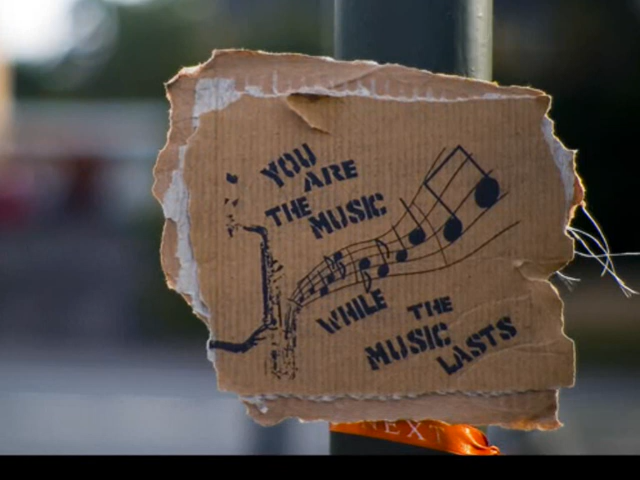 YOU
ARE
THE
MUSIC
WHILE
THE
MUSIC
LASTS
NEXT